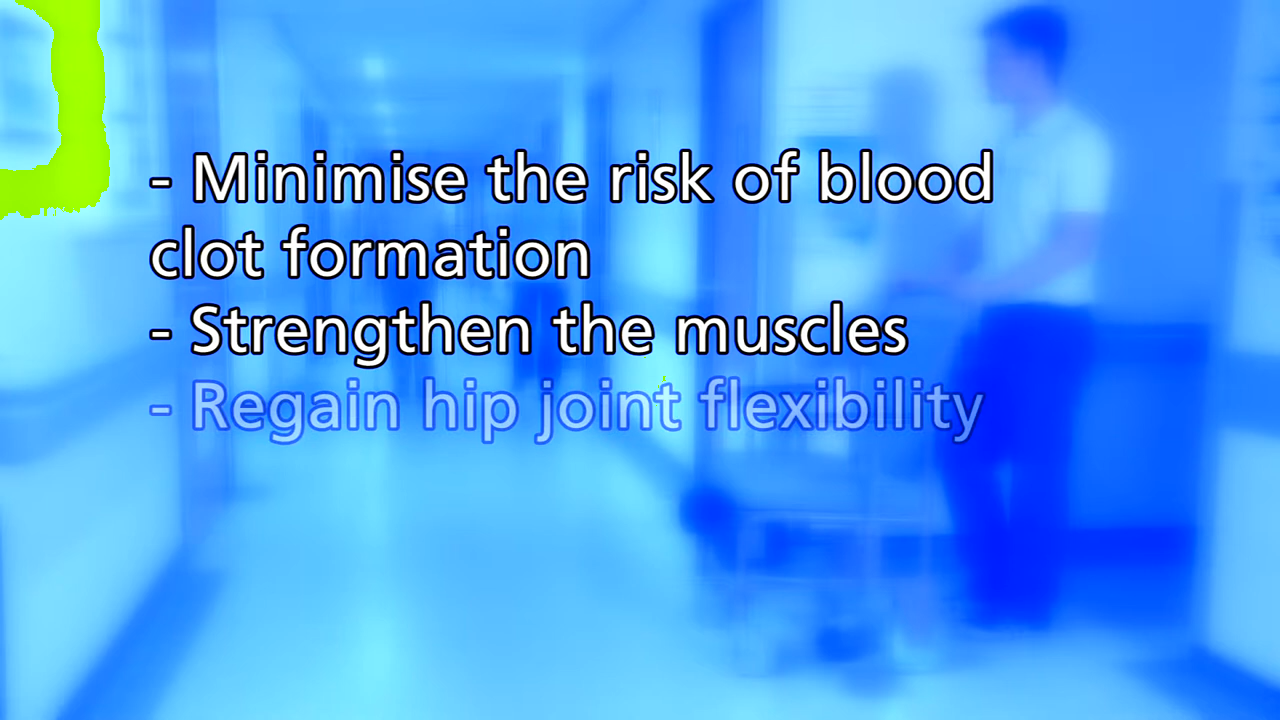 - Minimise the risk of blood
clot formation
- Strengthen the muscles
- Regain hip joint flexibility